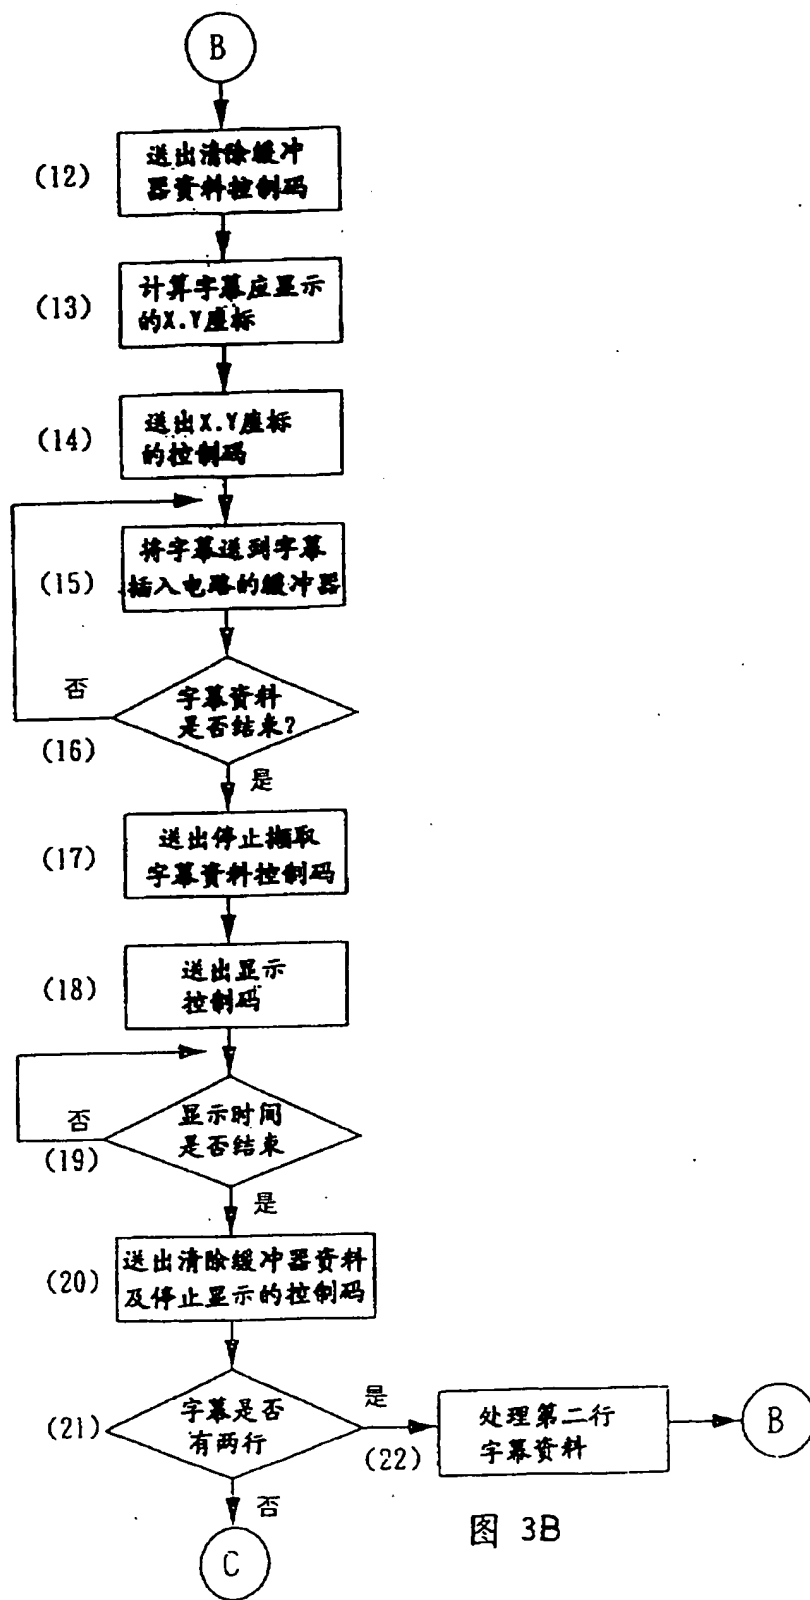 B
(12)
送出清除缓冲
器资料控制码
(13)
计算字幕应显示
的X.Y座标
(14)
送出X.Y座标
的控制码
(15)
将字幕送到字幕
插入电路的缓冲器
否
(16)
字幕资料
是否结束?
是
(17)
送出停止撷取
字幕资料控制码
(18)
送出显示
控制码
否
(19)
显示时间
是否结束
是
(20)
送出清除缓冲器资料
及停止显示的控制码
(21)
字幕是否
有两行
是
(22)
处理第二行
字幕资料
B
否
C
图 3B